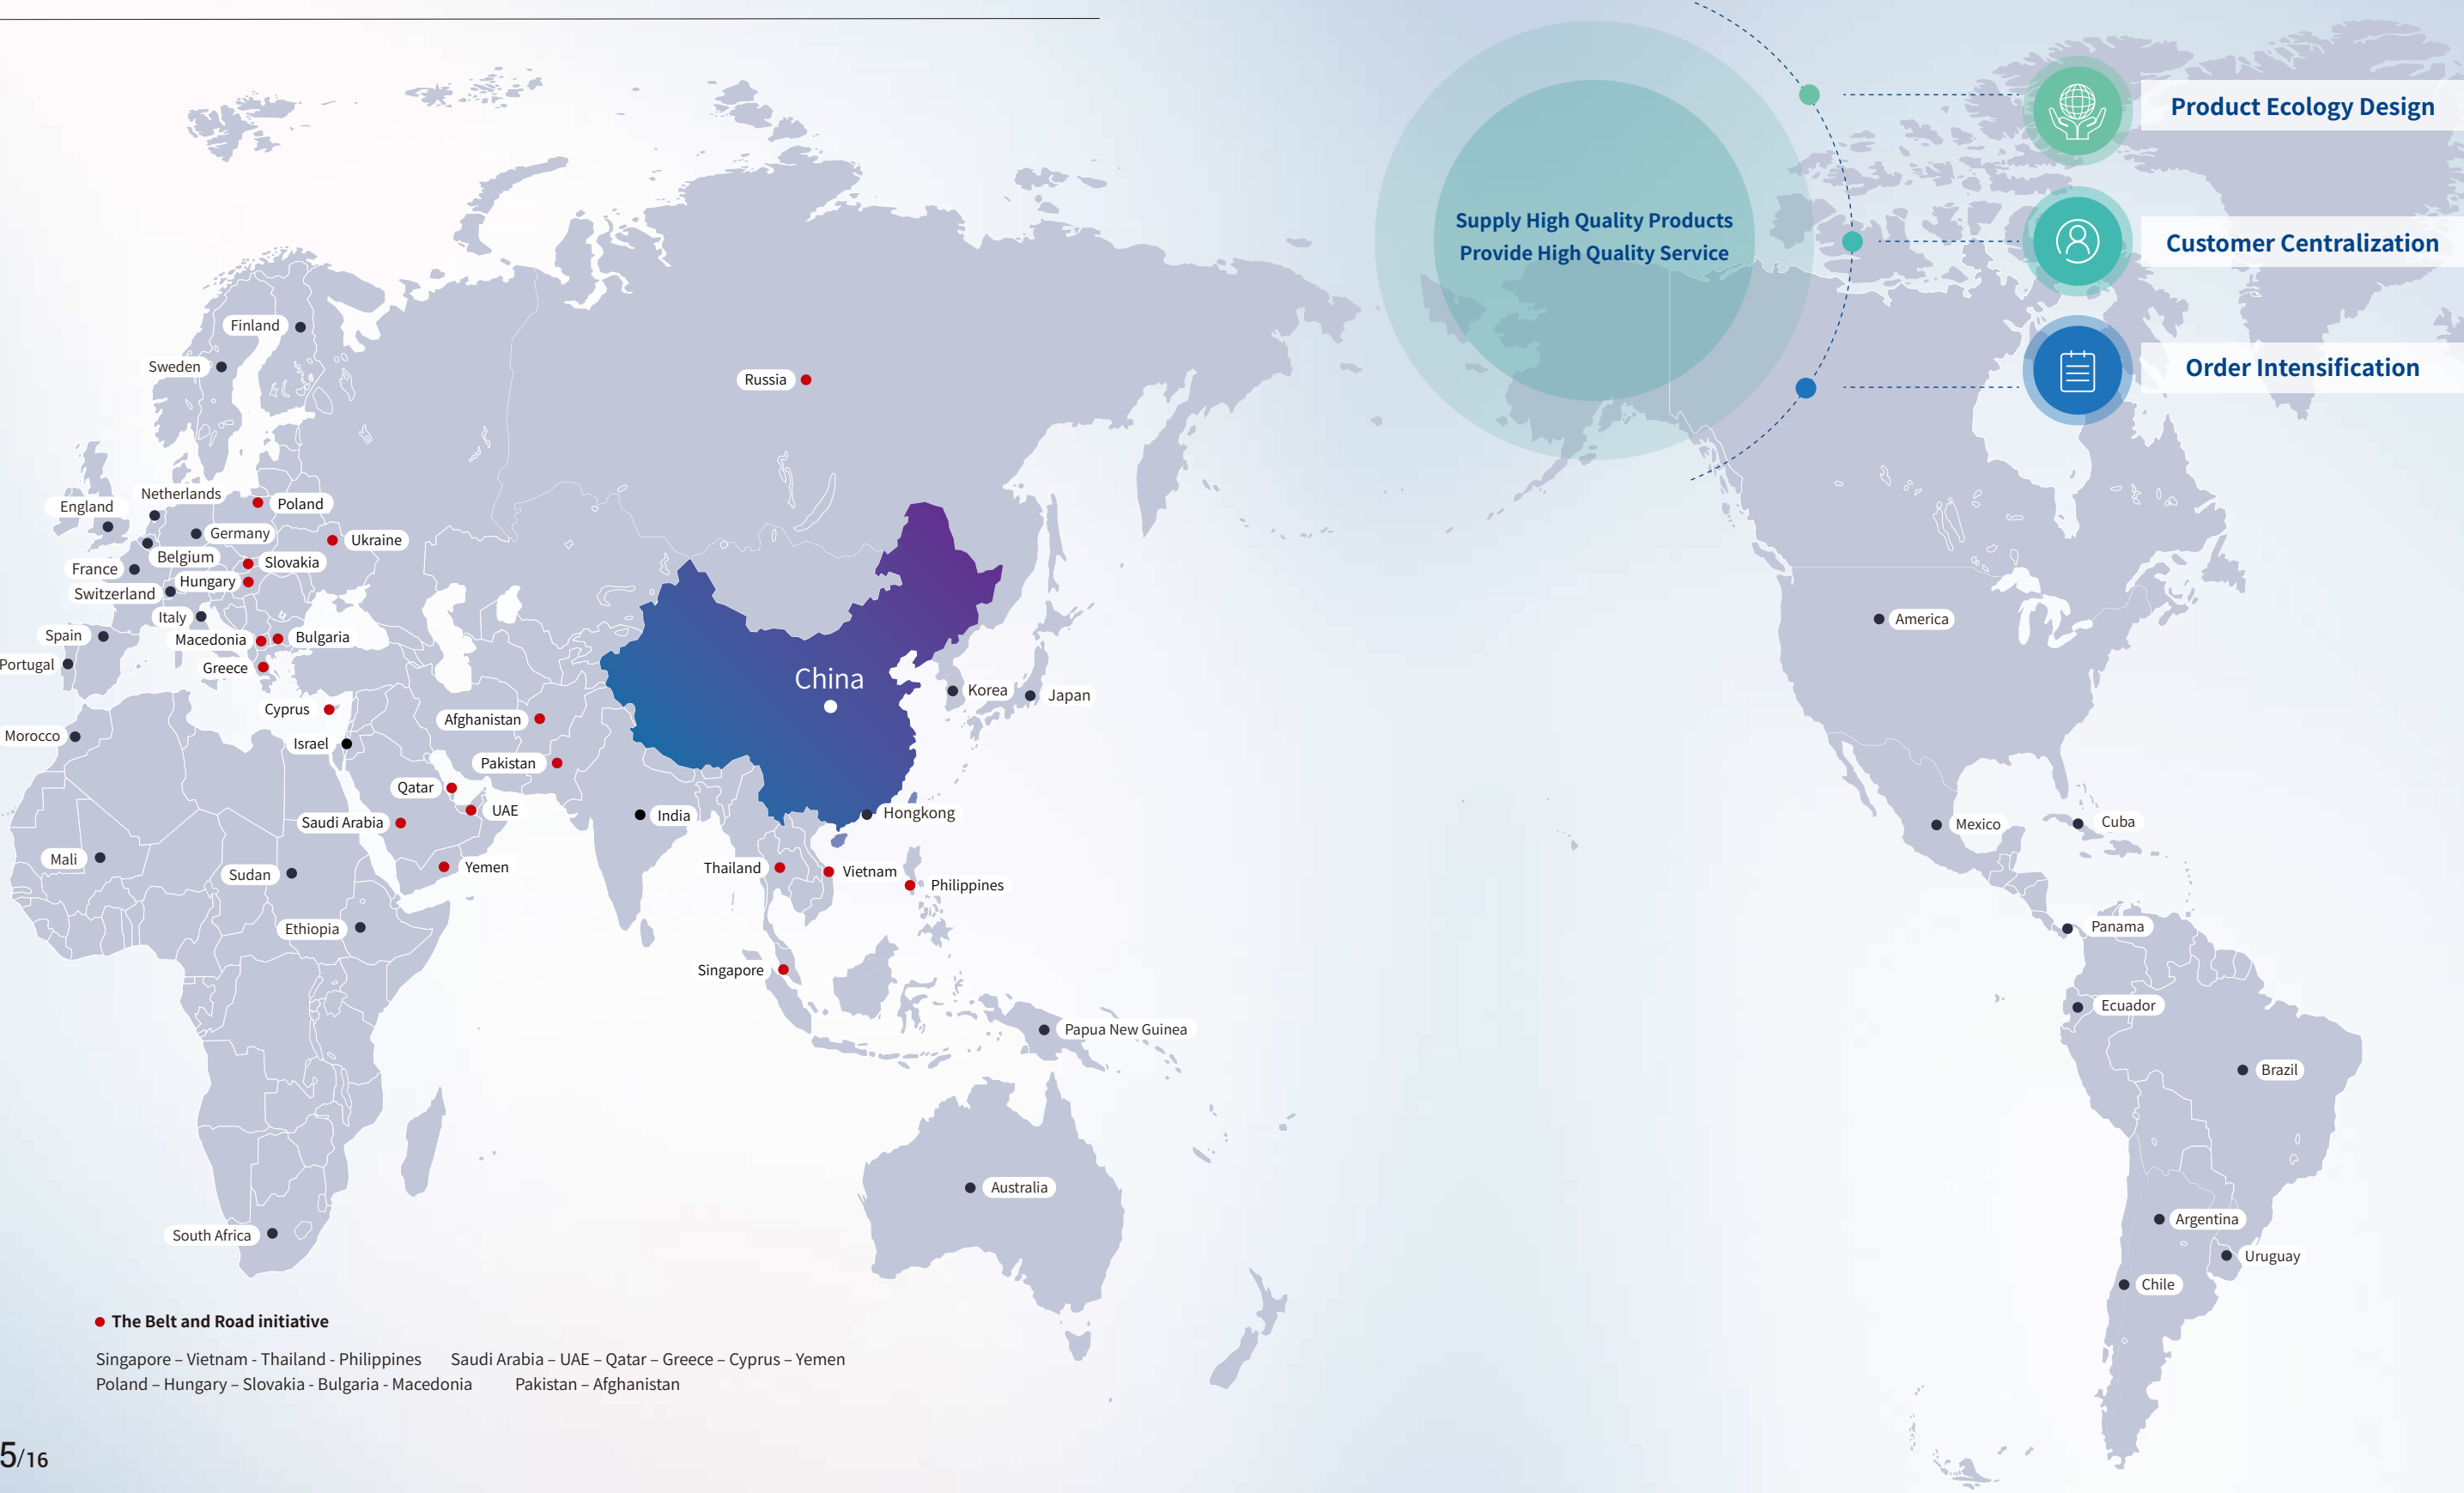 Supply High Quality Products
Provide High Quality Service
Product Ecology Design
Customer Centralization
Order Intensification
Finland
Sweden
Russia
Netherlands
England
Poland
Germany
Ukraine
Belgium
Slovakia
France
Hungary
Switzerland
Italy
Spain
Macedonia
Bulgaria
Portugal
Greece
China
Korea
Japan
Cyprus
Afghanistan
Morocco
Israel
Pakistan
Qatar
UAE
Saudi Arabia
India
Hongkong
Mali
Sudan
Yemen
Thailand
Vietnam
Philippines
Ethiopia
Singapore
Papua New Guinea
Australia
South Africa
America
Mexico
Cuba
Panama
Ecuador
Brazil
Argentina
Uruguay
Chile
The Belt and Road initiative
Singapore – Vietnam - Thailand - Philippines Saudi Arabia – UAE – Qatar – Greece – Cyprus – Yemen
Poland – Hungary – Slovakia - Bulgaria - Macedonia Pakistan – Afghanistan
5/16